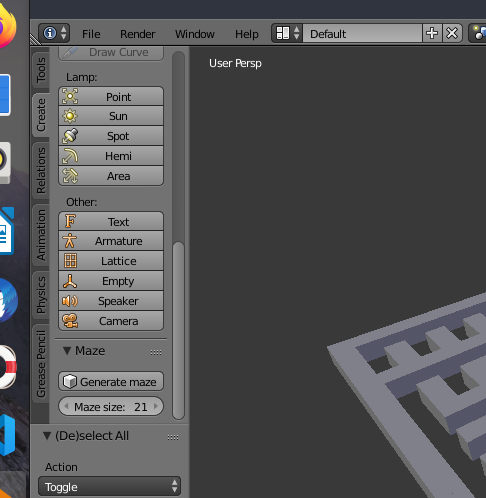 File Render Window Help Default
User Persp
Tools
Create
Relations
Animation
Physics
Grease Pencil
Draw Curve
Lamp:
Point
Sun
Spot
Hemi
Area
Other:
Text
Armature
Lattice
Empty
Speaker
Camera
Maze
Generate maze
Maze size: 21
(De)select All
Action
Toggle